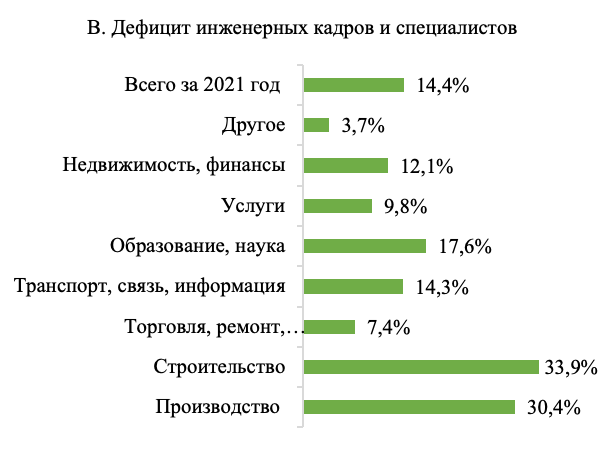 В. Дефицит инженерных кадров и специалистов
Всего за 2021 год 14,4%
Другое 3,7%
Недвижимость, финансы 12,1%
Услуги 9,8%
Образование, наука 17,6%
Транспорт, связь, информация 14,3%
Торговля, ремонт,… 7,4%
Строительство 33,9%
Производство 30,4%